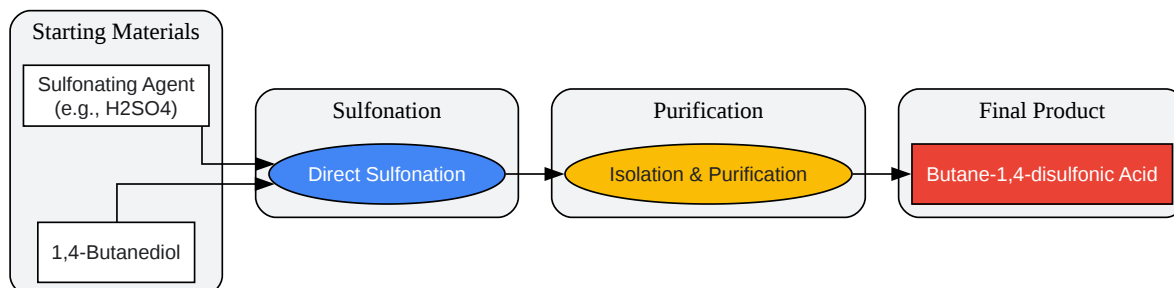 Starting Materials
Sulfonating Agent
(e.g., H2SO4)
1,4-Butanediol
Sulfonation
Direct Sulfonation
Purification
Isolation & Purification
Final Product
Butane-1,4-disulfonic Acid